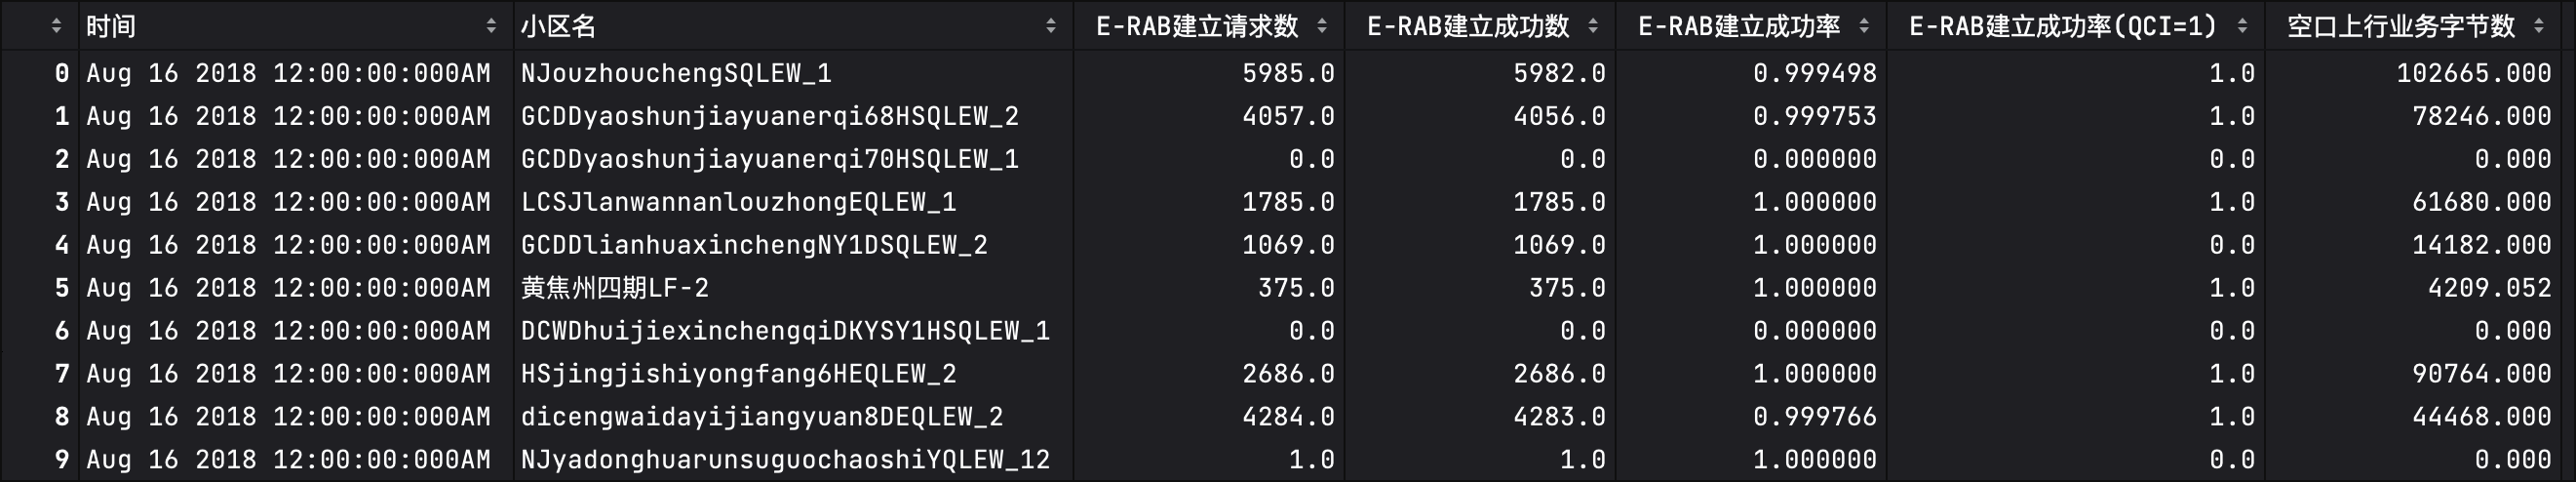 时间 小区名 E-RAB建立请求数 E-RAB建立成功数 E-RAB建立成功率 E-RAB建立成功率(QCI=1) 空口上行业务字节数
0 Aug 16 2018 12:00:00:000AM NJouzhouchengSQLEW_1 5985.0 5982.0 0.999498 1.0 102665.000
1 Aug 16 2018 12:00:00:000AM GCDDyaoshunjiayuanerqi68HSQLEW_2 4057.0 4056.0 0.999753 1.0 78246.000
2 Aug 16 2018 12:00:00:000AM GCDDyaoshunjiayuanerqi70HSQLEW_1 0.0 0.0 0.000000 0.0 0.000
3 Aug 16 2018 12:00:00:000AM LCSJlanwannanlouzhongEQLEW_1 1785.0 1785.0 1.000000 1.0 61680.000
4 Aug 16 2018 12:00:00:000AM GCDDlianhuaxinchengNY1DSQLEW_2 1069.0 1069.0 1.000000 0.0 14182.000
5 Aug 16 2018 12:00:00:000AM 黄焦州四期LF-2 375.0 375.0 1.000000 1.0 4209.052
6 Aug 16 2018 12:00:00:000AM DCWDhuijiexinchengqiDKYSY1HSQLEW_1 0.0 0.0 0.000000 0.0 0.000
7 Aug 16 2018 12:00:00:000AM HSjingjishiyongfang6HEQLEW_2 2686.0 2686.0 1.000000 1.0 90764.000
8 Aug 16 2018 12:00:00:000AM dicengwaidayijiangyuan8DEQLEW_2 4284.0 4283.0 0.999766 1.0 44468.000
9 Aug 16 2018 12:00:00:000AM NJyadonghuarunsuguochaoshiYQLEW_12 1.0 1.0 1.000000 0.0 0.000